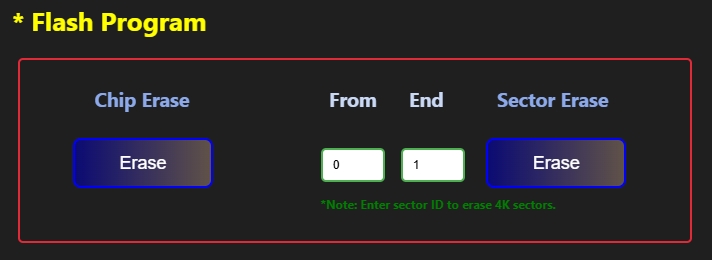 * Flash Program
Chip Erase
From
End
Sector Erase
Erase
0
1
Erase
*Note: Enter sector ID to erase 4K sectors.